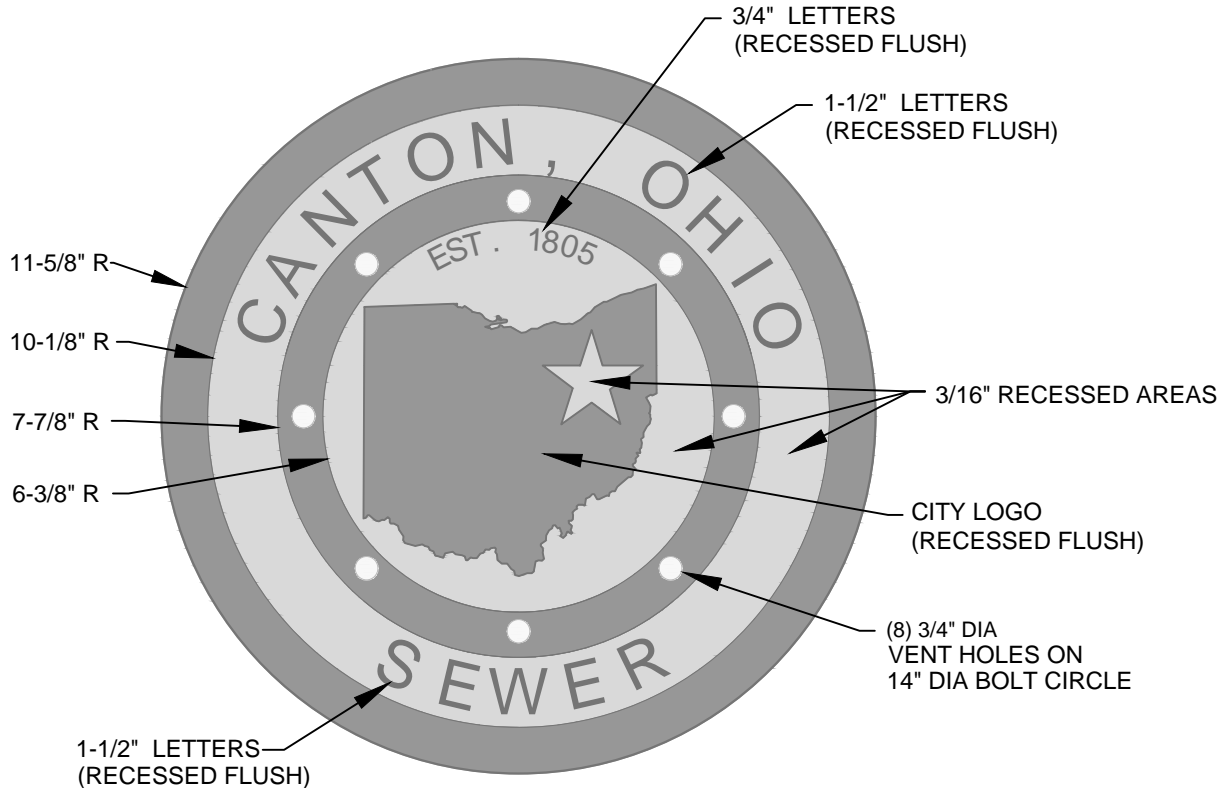 3/4" LETTERS
(RECESSED FLUSH)
1-1/2" LETTERS
(RECESSED FLUSH)
CANTON, OHIO
EST. 1805
11-5/8" R
10-1/8" R
7-7/8" R
6-3/8" R
3/16" RECESSED AREAS
CITY LOGO
(RECESSED FLUSH)
(8) 3/4" DIA
VENT HOLES ON
14" DIA BOLT CIRCLE
SEWER
1-1/2" LETTERS
(RECESSED FLUSH)